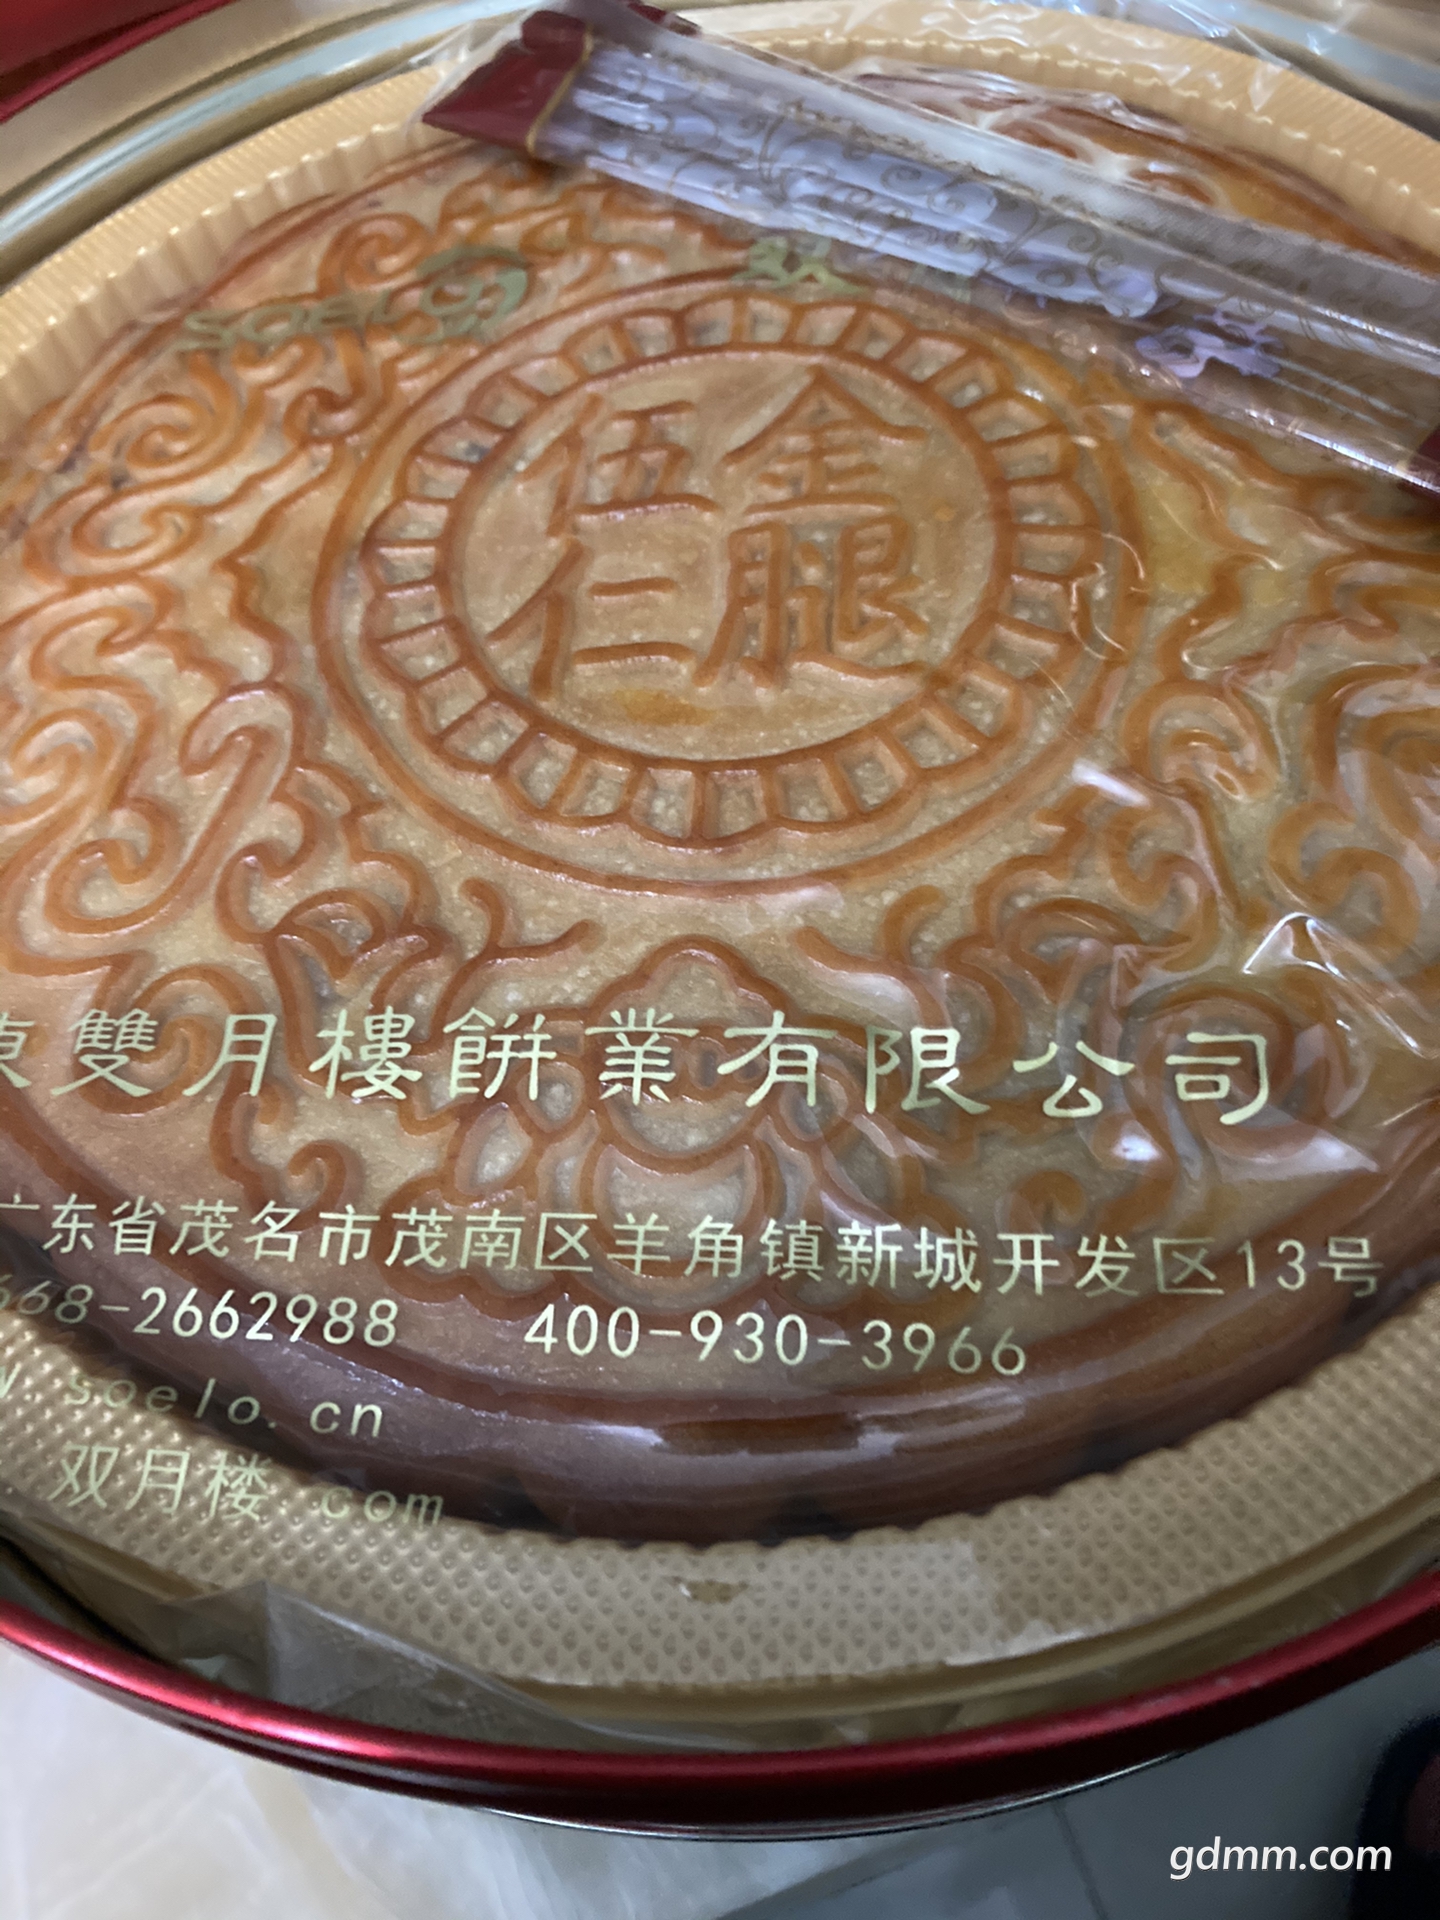 SOELO
双
金腿
伍仁
東雙月樓餅業有限公司
广东省茂名市茂南区羊角镇新城开发区13号
668-2662988 400-930-3966
w.soelo.cn
双月楼.com
gdmm.com